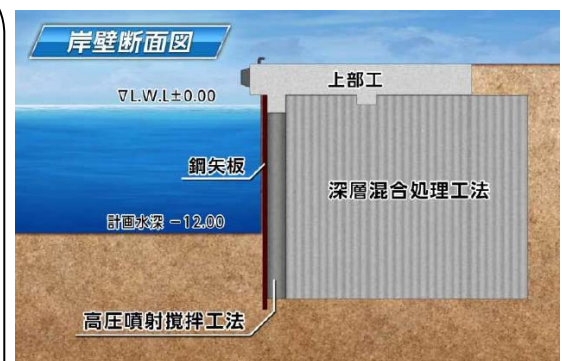 岸壁断面図
上部工
∇L.W.L±0.00
鋼矢板
深層混合処理工法
計画水深 −12.00
高圧噴射撹拌工法